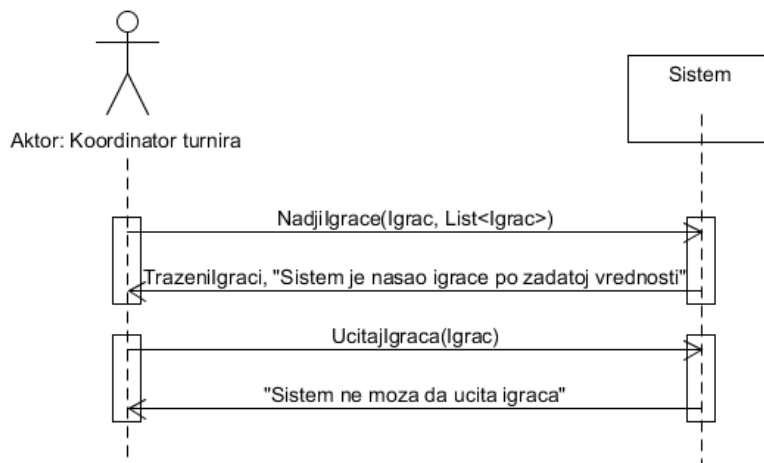 Sistem
Aktor: Koordinator turnira
NadjiIgrace(Igrac, List<Igrac>)
TrazeniIgraci, "Sistem je nasao igrace po zadatoj vrednosti"
UcitajIgraca(Igrac)
"Sistem ne moza da ucita igraca"